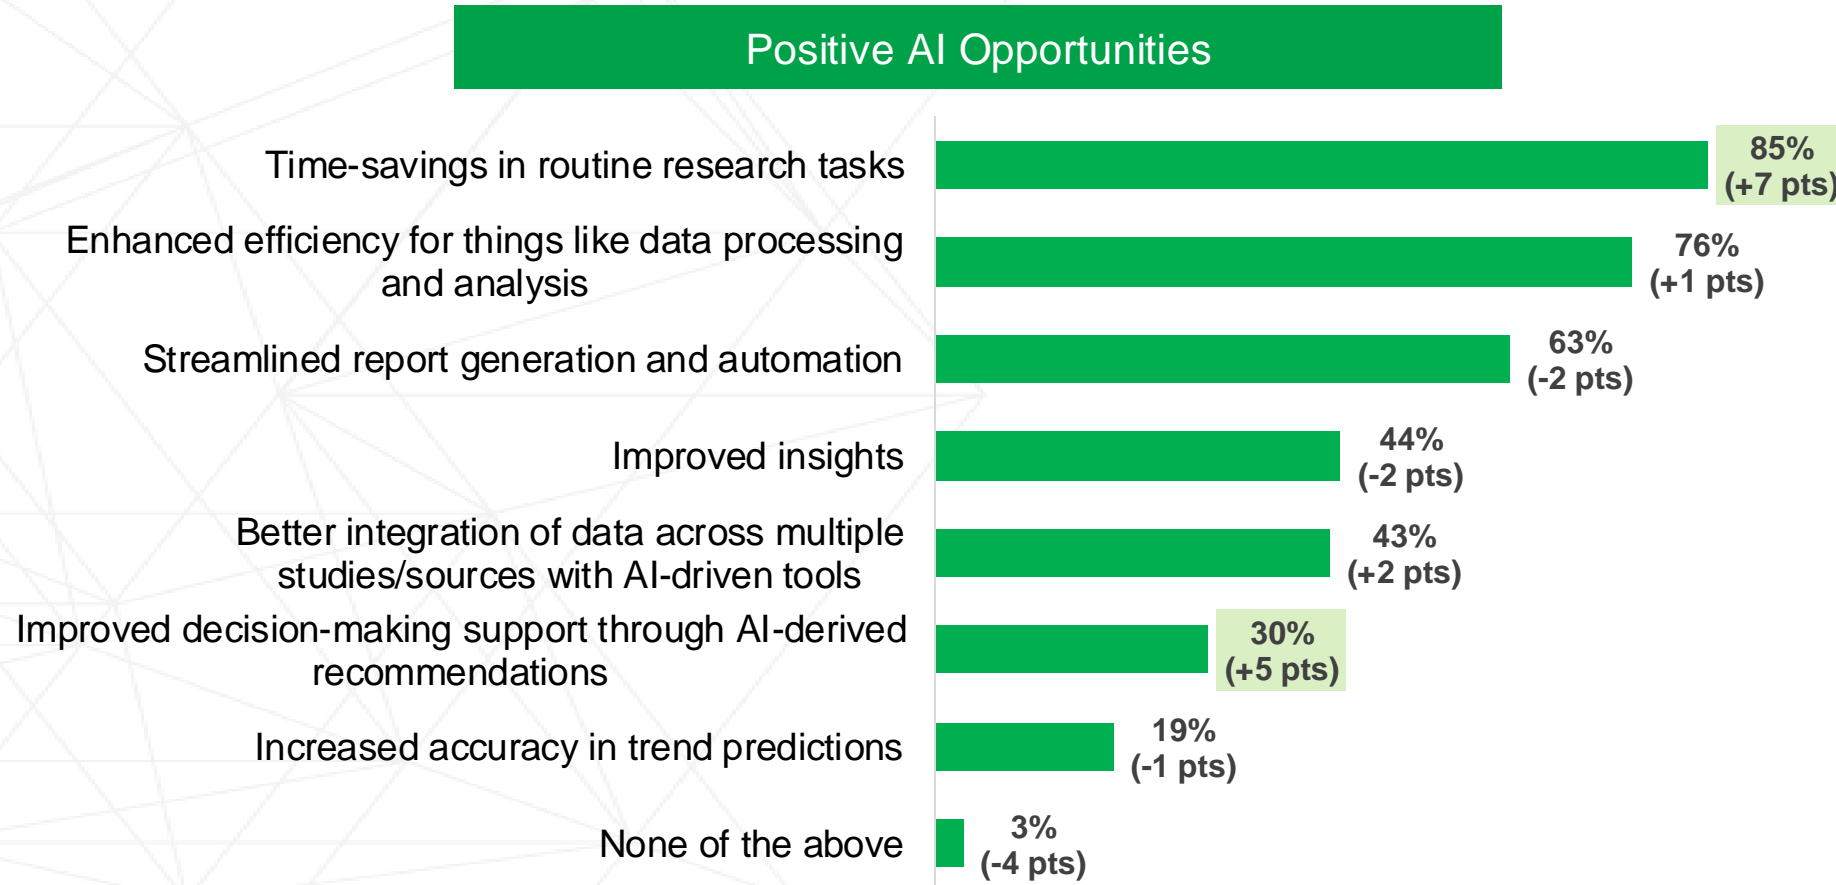 Positive AI Opportunities
Time-savings in routine research tasks
85%
(+7 pts)
Enhanced efficiency for things like data processing
and analysis
76%
(+1 pts)
Streamlined report generation and automation
63%
(-2 pts)
Improved insights
44%
(-2 pts)
Better integration of data across multiple
studies/sources with AI-driven tools
43%
(+2 pts)
Improved decision-making support through AI-derived
recommendations
30%
(+5 pts)
Increased accuracy in trend predictions
19%
(-1 pts)
None of the above
3%
(-4 pts)